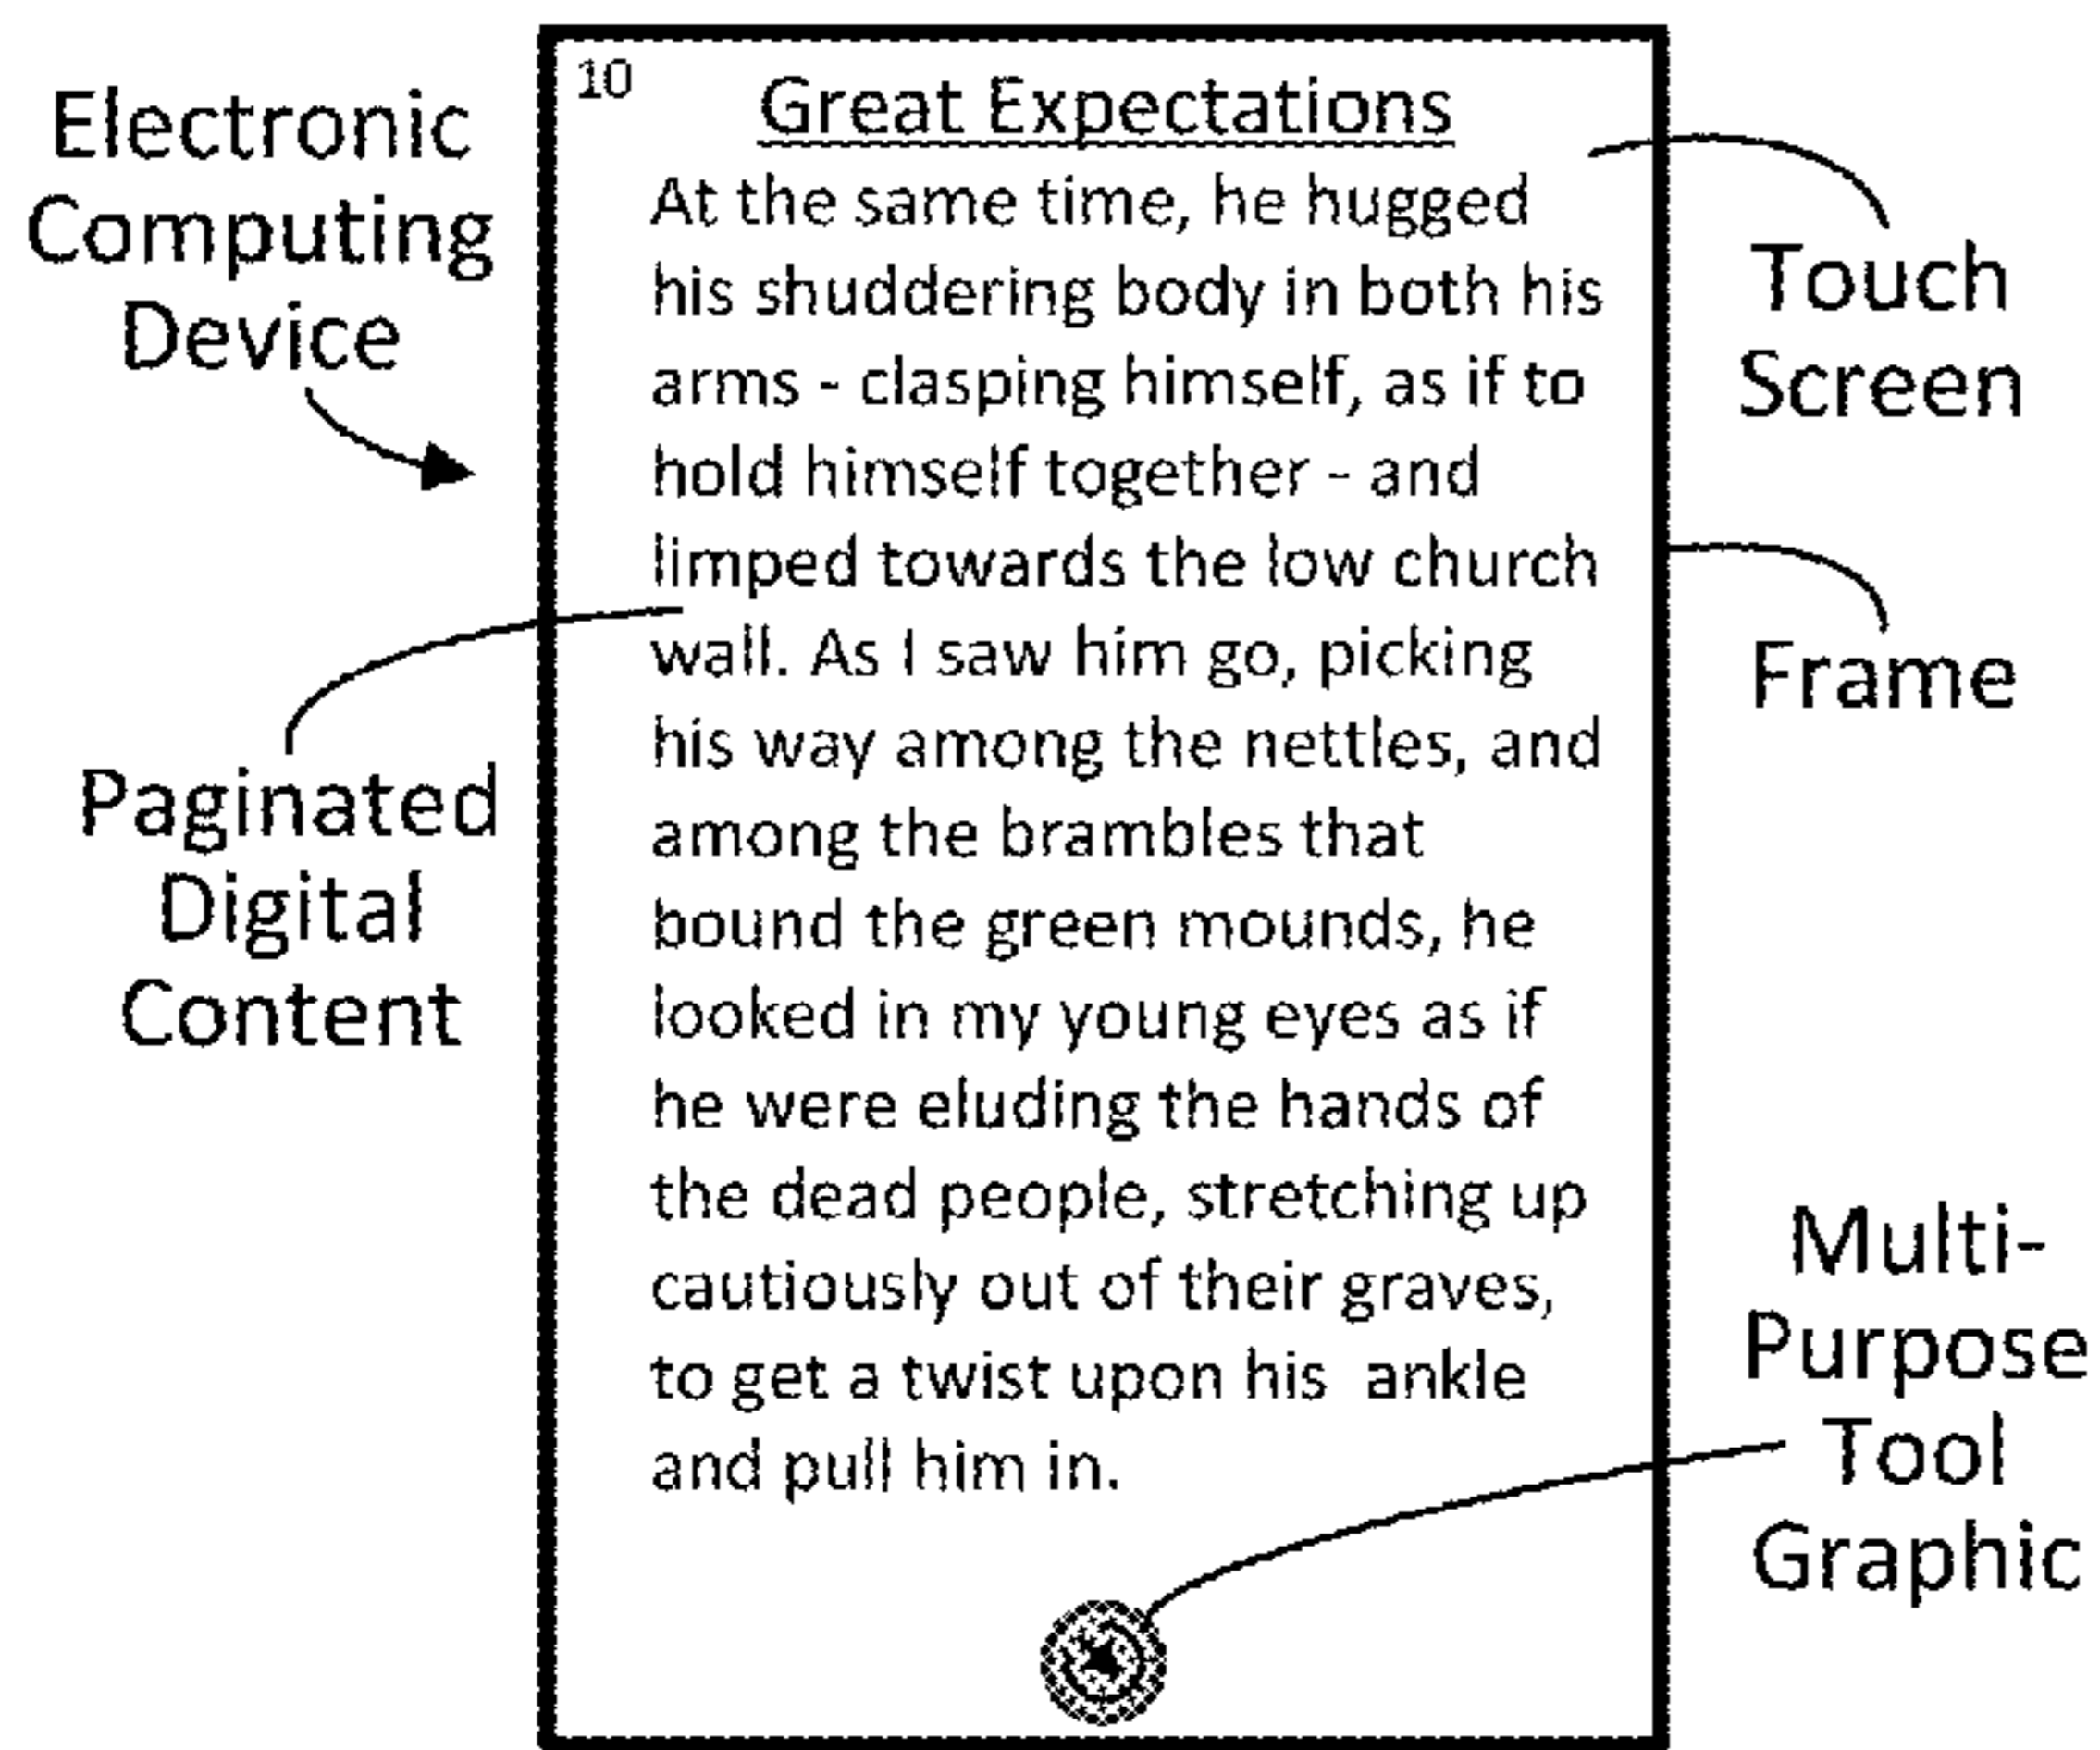 Electronic
Computing
Device
Paginated
Digital
Content
10
Great Expectations
At the same time, he hugged
his shuddering body in both his
arms - clasping himself, as if to
hold himself together - and
limped towards the low church
wall. As I saw him go, picking
his way among the nettles, and
among the brambles that
bound the green mounds, he
looked in my young eyes as if
he were eluding the hands of
the dead people, stretching up
cautiously out of their graves,
to get a twist upon his  ankle
and pull him in.
Touch
Screen
Frame
Multi-
Purpose
Tool
Graphic